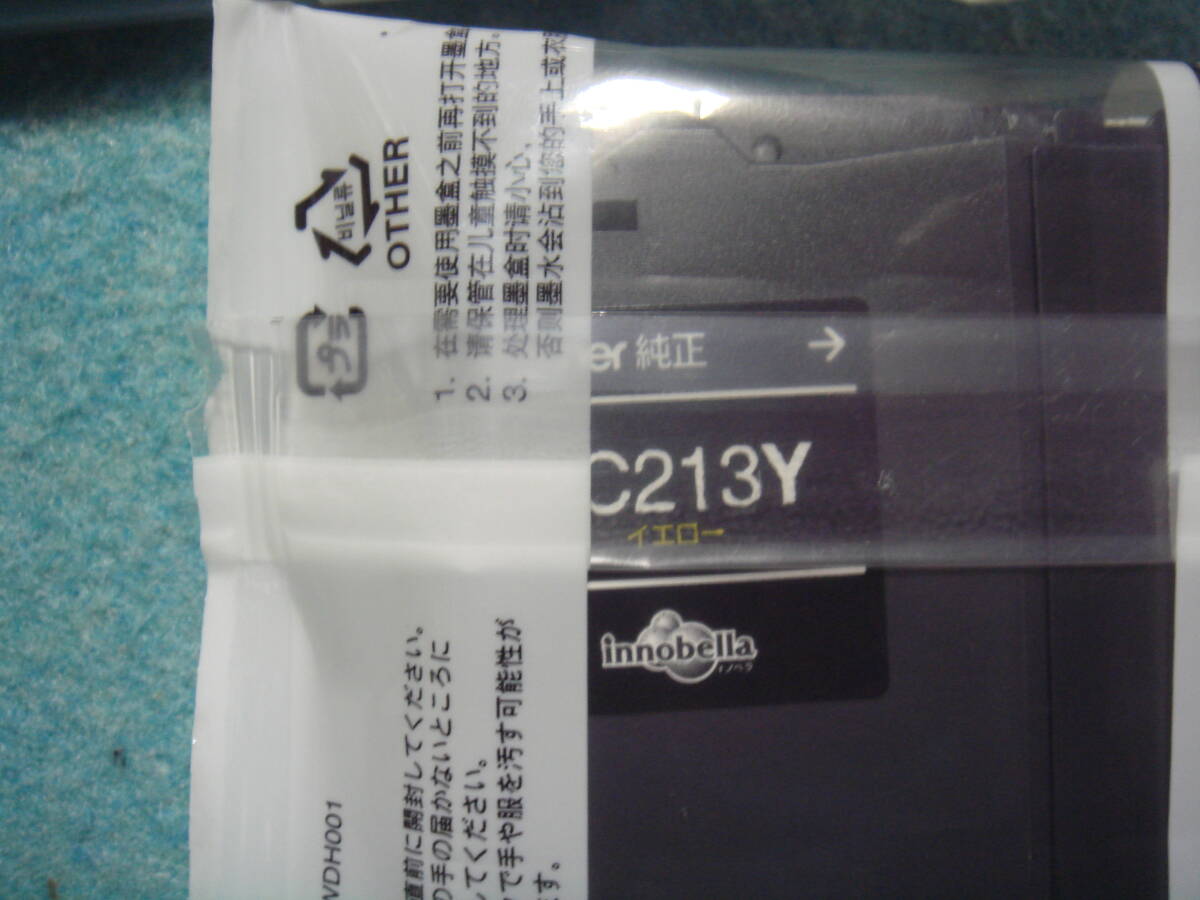 비닐류
OTHER
プラ
1. 在需要使用墨盒之前再打开墨盒
2. 请保管在儿童触摸不到的地方。
3. 处理墨盒时请小心，
否则墨水会沾到您的手上或衣服
er 純正
C213Y
イエロー
innobella
イノベラ
直前に開封してください。
の手の届かないところに
してください。
で手や服を汚す可能性が
ます。
VDH001